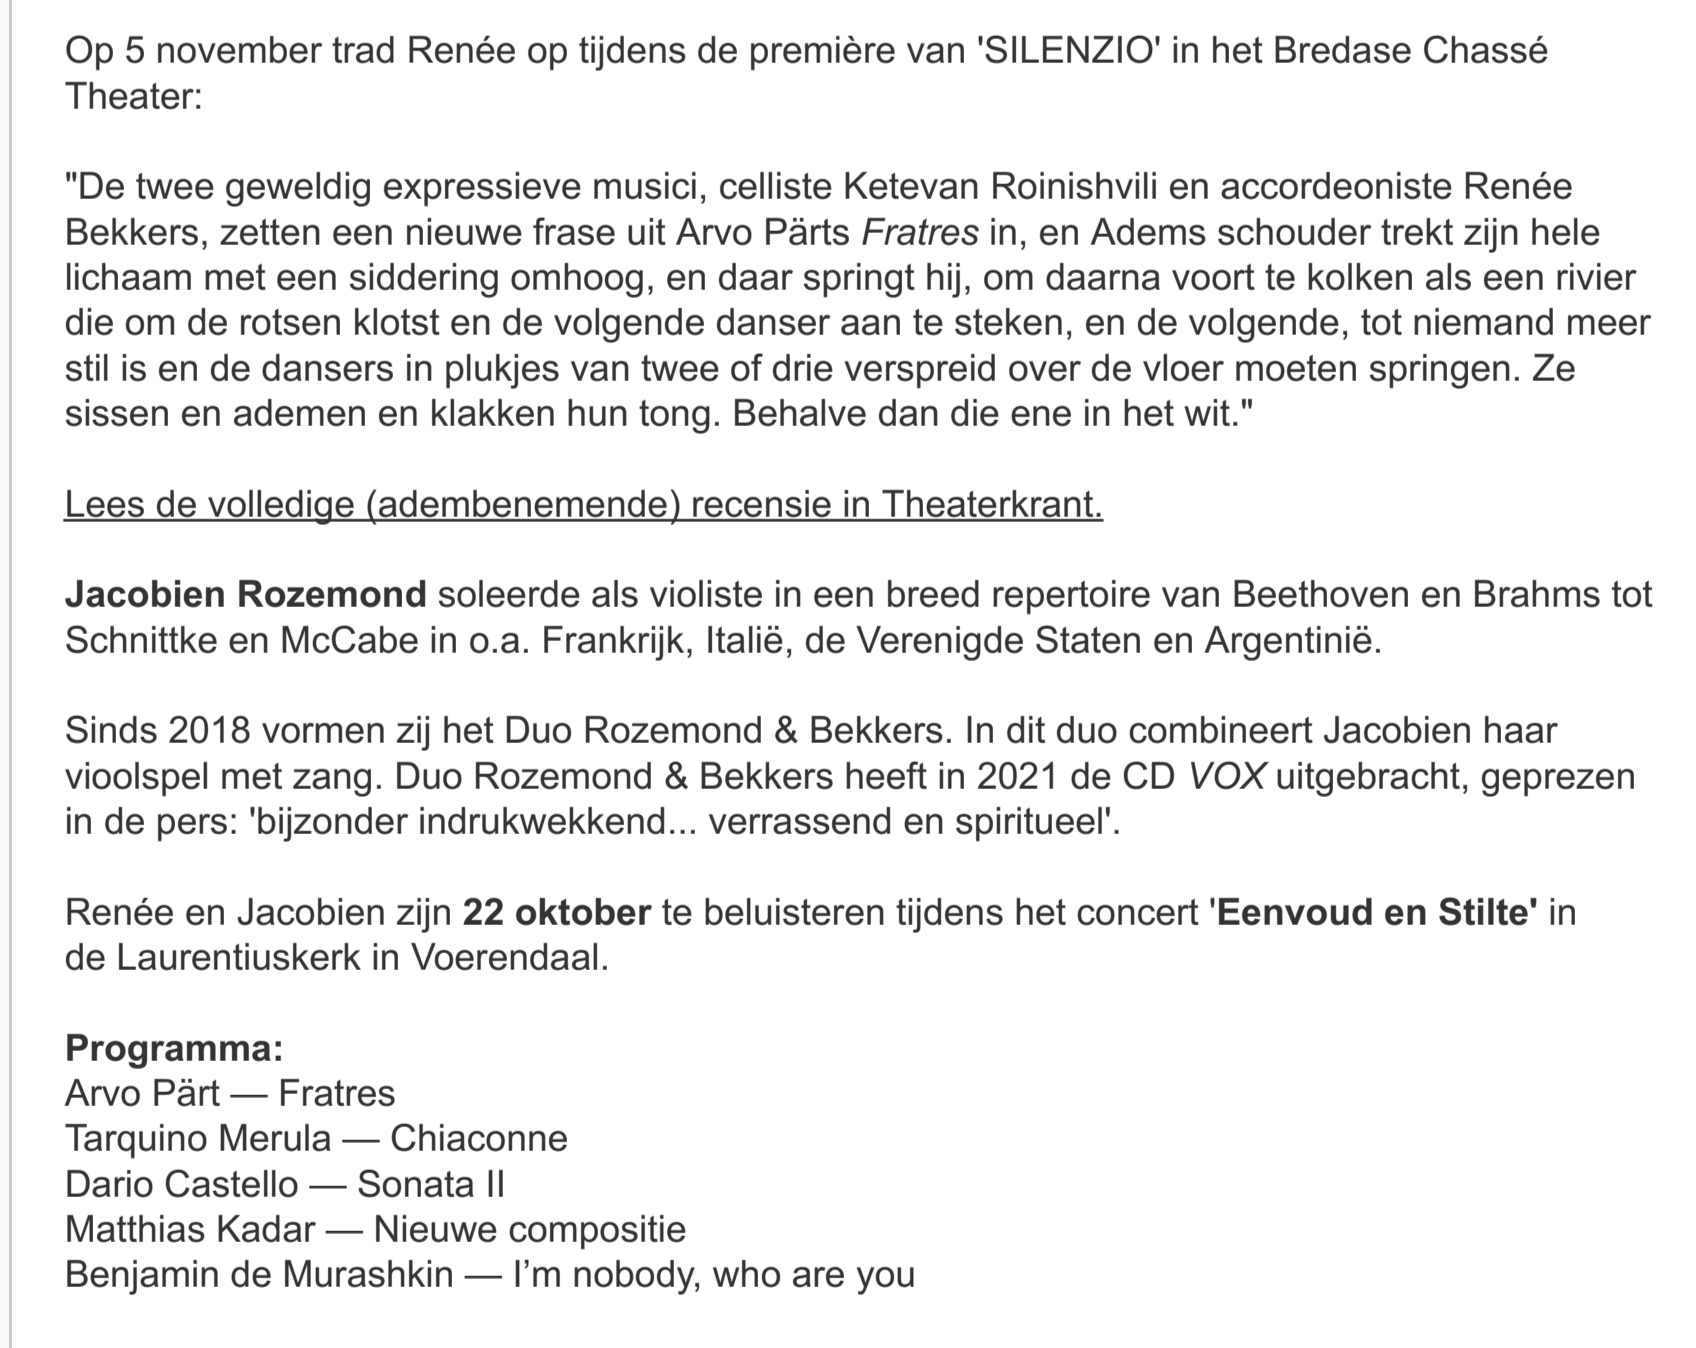 Op 5 november trad Renée op tijdens de première van 'SILENZIO' in het Bredase Chassé
Theater:
"De twee geweldig expressieve musici, celliste Ketevan Roinishvili en accordeoniste Renée
Bekkers, zetten een nieuwe frase uit Arvo Pärts Fratres in, en Adems schouder trekt zijn hele
lichaam met een siddering omhoog, en daar springt hij, om daarna voort te kolken als een rivier
die om de rotsen klotst en de volgende danser aan te steken, en de volgende, tot niemand meer
stil is en de dansers in plukjes van twee of drie verspreid over de vloer moeten springen. Ze
sissen en ademen en klakken hun tong. Behalve dan die ene in het wit."
Lees de volledige (adembenemende) recensie in Theaterkrant.
Jacobien Rozemond soleerde als violiste in een breed repertoire van Beethoven en Brahms tot
Schnittke en McCabe in o.a. Frankrijk, Italië, de Verenigde Staten en Argentinië.
Sinds 2018 vormen zij het Duo Rozemond & Bekkers. In dit duo combineert Jacobien haar
vioolspel met zang. Duo Rozemond & Bekkers heeft in 2021 de CD VOX uitgebracht, geprezen
in de pers: 'bijzonder indrukwekkend... verrassend en spiritueel'.
Renée en Jacobien zijn 22 oktober te beluisteren tijdens het concert 'Eenvoud en Stilte' in
de Laurentiuskerk in Voerendaal.
Programma:
Arvo Pärt — Fratres
Tarquino Merula — Chiaconne
Dario Castello — Sonata II
Matthias Kadar — Nieuwe compositie
Benjamin de Murashkin — I’m nobody, who are you